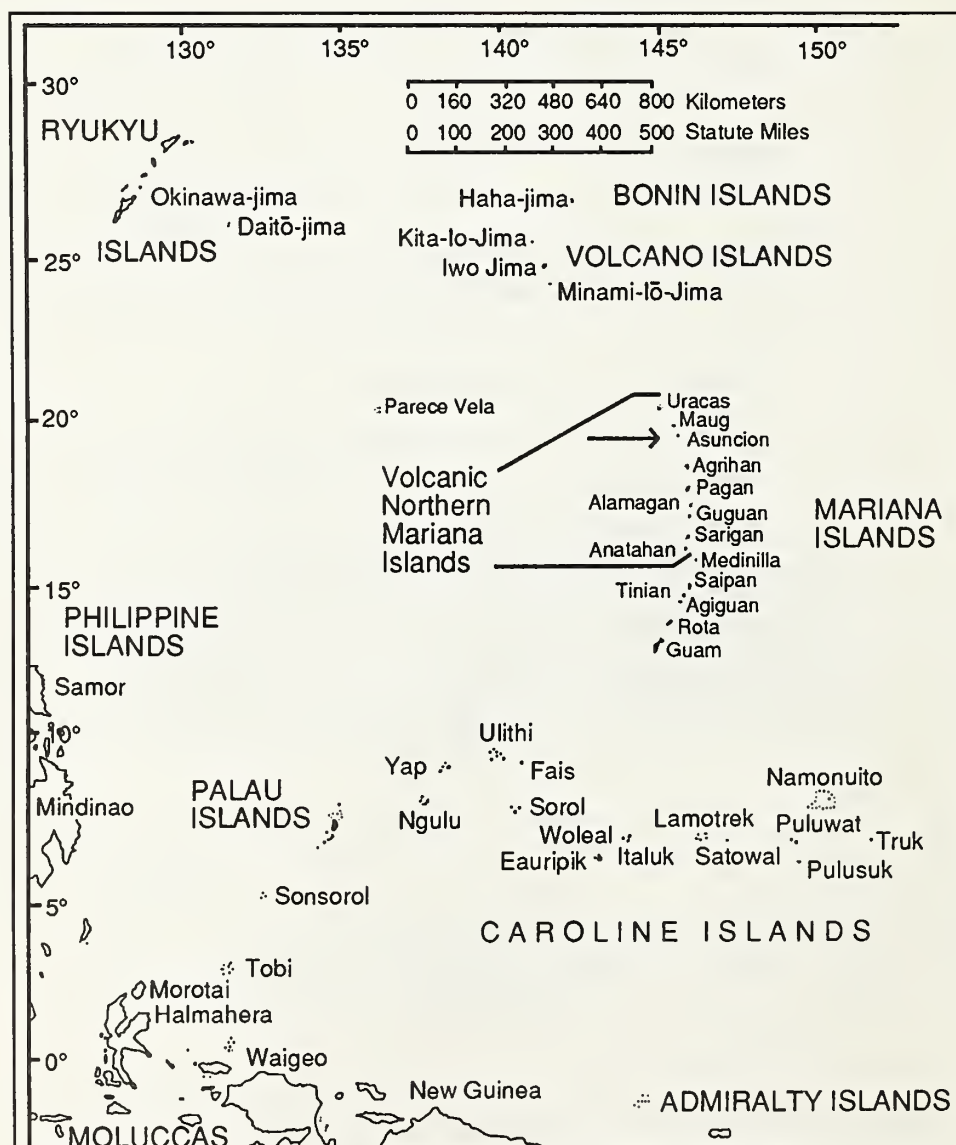 130° 135° 140° 145° 150°
30°
0 160 320 480 640 800 Kilometers
0 100 200 300 400 500 Statute Miles
RYUKYU
Okinawa-jima
Daitō-jima
ISLANDS
Haha-jima
BONIN ISLANDS
Kita-Io-Jima
VOLCANO ISLANDS
Iwo Jima
25°
Minami-Iō-Jima
Parece Vela
20°
Uracas
Maug
Asuncion
Agrihan
Pagan
Alamagan
Guguan
Sarigan
Anatahan
Medinilla
Saipan
Tinian
Agiguan
Rota
Guam
Volcanic
Northern
Mariana
Islands
MARIANA
ISLANDS
15°
PHILIPPINE
ISLANDS
Samor
10°
Ulithi
Yap
Fais
Namonuito
Mindinao
PALAU
ISLANDS
Ngulu
Sorol
Lamotrek
Puluwat
Woleal
Truk
Eauripik
Italuk
Satowal
Pulusuk
Sonsorol
5°
CAROLINE ISLANDS
Tobi
Morotai
Halmahera
0°
Waigeo
New Guinea
ADMIRALTY ISLANDS
MOLUCCAS